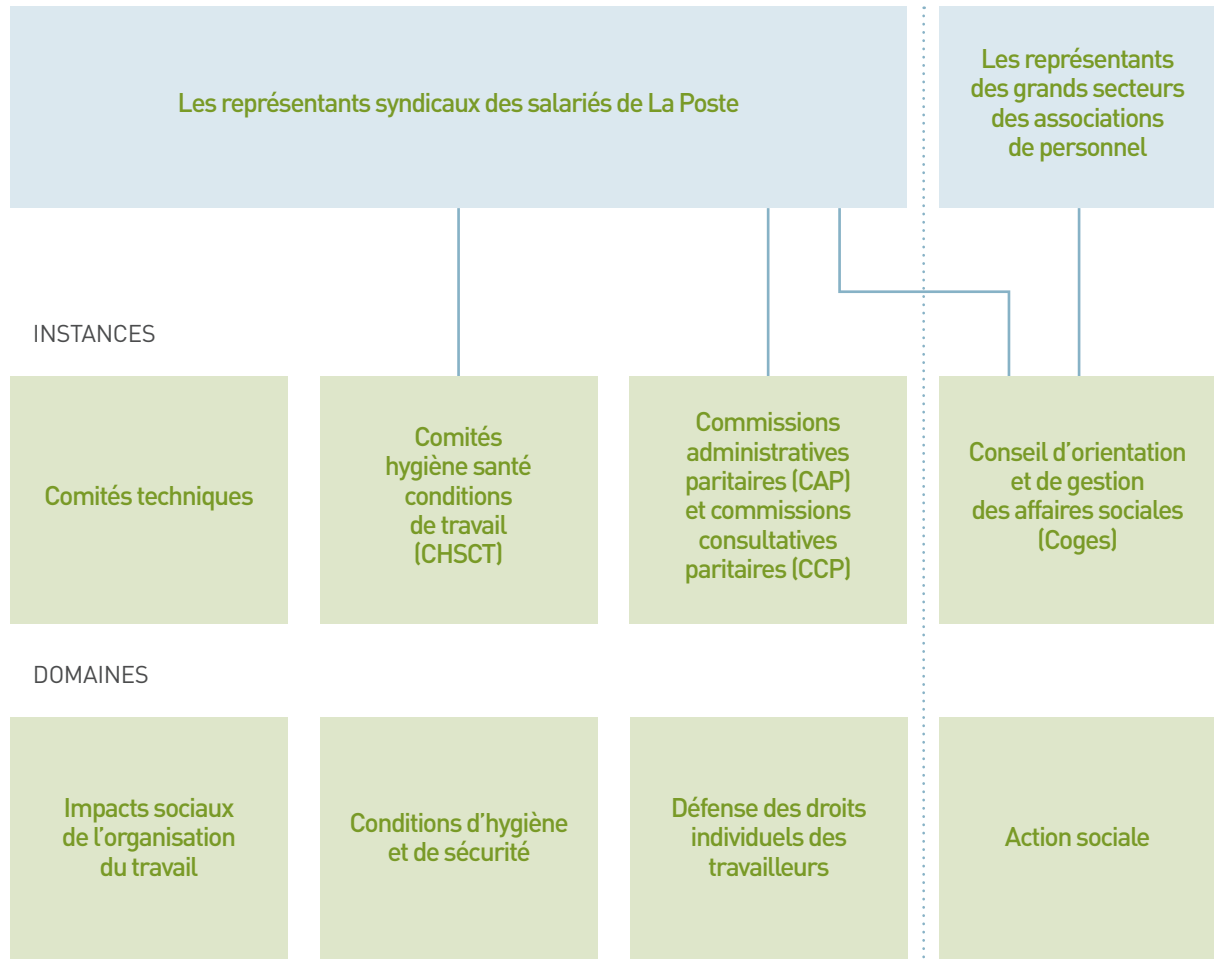 Les représentants syndicaux des salariés de La Poste
Les représentants
des grands secteurs
des associations
de personnel
INSTANCES
Comités techniques
Comités
hygiène santé
conditions
de travail
(CHSCT)
Commissions
administratives
paritaires (CAP)
et commissions
consultatives
paritaires (CCP)
Conseil d’orientation
et de gestion
des affaires sociales
(Coges)
DOMAINES
Impacts sociaux
de l’organisation
du travail
Conditions d’hygiène
et de sécurité
Défense des droits
individuels des
travailleurs
Action sociale